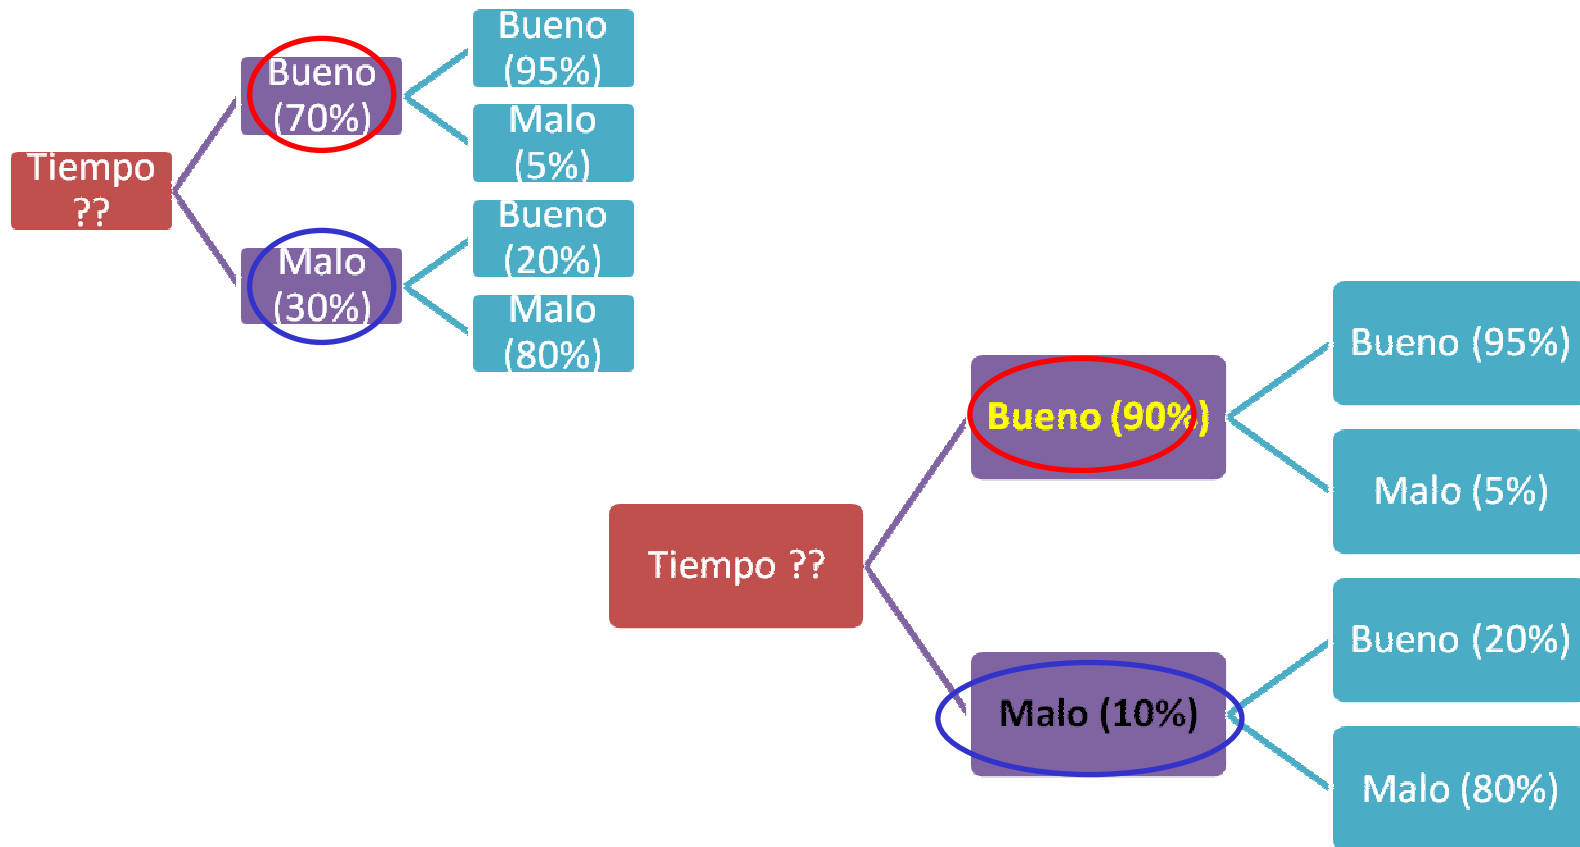 Tiempo
??
Bueno
(70%)
Malo
(30%)
Bueno
(95%)
Malo
(5%)
Bueno
(20%)
Malo
(80%)
Tiempo ??
Bueno (90%)
Malo (10%)
Bueno (95%)
Malo (5%)
Bueno (20%)
Malo (80%)